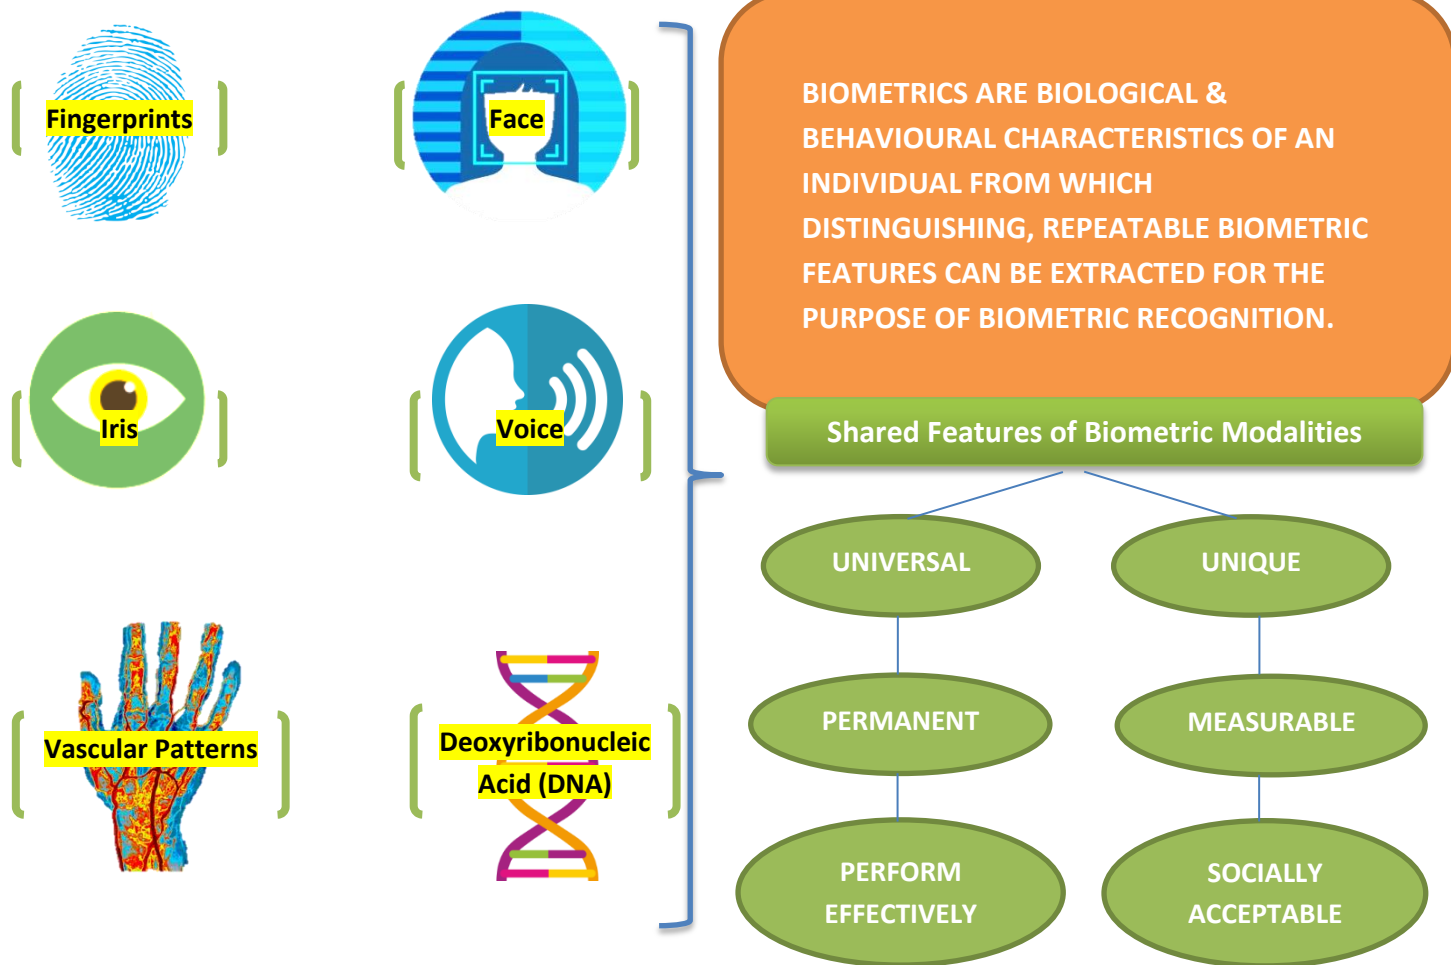 Fingerprints
Face
Iris
Voice
Vascular Patterns
Deoxyribonucleic
Acid (DNA)
BIOMETRICS ARE BIOLOGICAL &
BEHAVIOURAL CHARACTERISTICS OF AN
INDIVIDUAL FROM WHICH
DISTINGUISHING, REPEATABLE BIOMETRIC
FEATURES CAN BE EXTRACTED FOR THE
PURPOSE OF BIOMETRIC RECOGNITION.
Shared Features of Biometric Modalities
UNIVERSAL
UNIQUE
PERMANENT
MEASURABLE
PERFORM
EFFECTIVELY
SOCIALLY
ACCEPTABLE